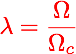 λ = Ω / Ω_c